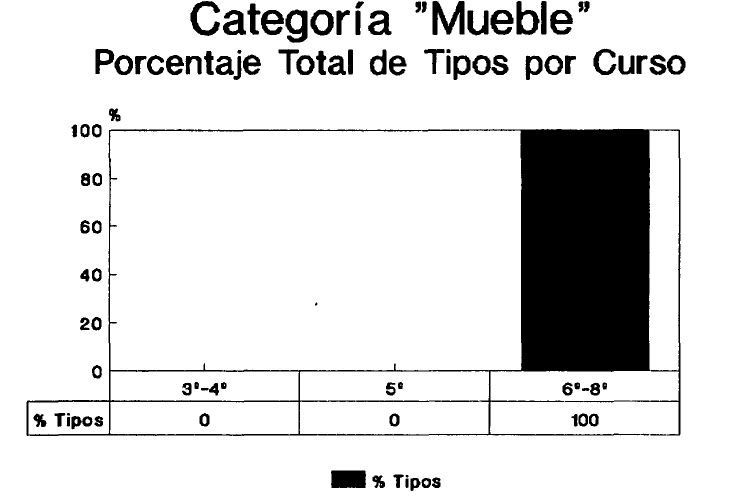 Categoría "Mueble"
Porcentaje Total de Tipos por Curso
%
100
80
60
40
20
0
3º-4º 5º 6º-8º
% Tipos 0 0 100
% Tipos